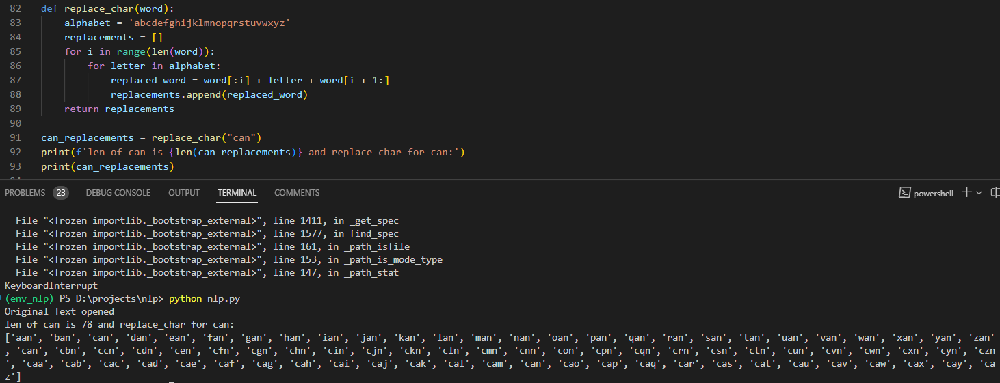 82 def replace_char(word):
83     alphabet = 'abcdefghijklmnopqrstuvwxyz'
84     replacements = []
85     for i in range(len(word)):
86         for letter in alphabet:
87             replaced_word = word[:i] + letter + word[i + 1:]
88             replacements.append(replaced_word)
89     return replacements
90
91 can_replacements = replace_char("can")
92 print(f'len of can is {len(can_replacements)} and replace_char for can:')
93 print(can_replacements)
PROBLEMS 23 DEBUG CONSOLE OUTPUT TERMINAL COMMENTS powershell
  File "<frozen importlib._bootstrap_external>", line 1411, in _get_spec
  File "<frozen importlib._bootstrap_external>", line 1577, in find_spec
  File "<frozen importlib._bootstrap_external>", line 161, in _path_isfile
  File "<frozen importlib._bootstrap_external>", line 153, in _path_is_mode_type
  File "<frozen importlib._bootstrap_external>", line 147, in _path_stat
KeyboardInterrupt
(env_nlp) PS D:\projects\nlp> python nlp.py
Original Text opened
len of can is 78 and replace_char for can:
['aan', 'ban', 'can', 'dan', 'ean', 'fan', 'gan', 'han', 'ian', 'jan', 'kan', 'lan', 'man', 'nan', 'oan', 'pan', 'qan', 'ran', 'san', 'tan', 'uan', 'van', 'wan', 'xan', 'yan', 'zan'
, 'can', 'cbn', 'ccn', 'cdn', 'cen', 'cfn', 'cgn', 'chn', 'cin', 'cjn', 'ckn', 'cln', 'cmn', 'cnn', 'con', 'cpn', 'cqn', 'crn', 'csn', 'ctn', 'cun', 'cvn', 'cwn', 'cxn', 'cyn', 'czn
', 'caa', 'cab', 'cac', 'cad', 'cae', 'caf', 'cag', 'cah', 'cai', 'caj', 'cak', 'cal', 'cam', 'can', 'cao', 'cap', 'caq', 'car', 'cas', 'cat', 'cau', 'cav', 'caw', 'cax', 'cay', 'ca
z']